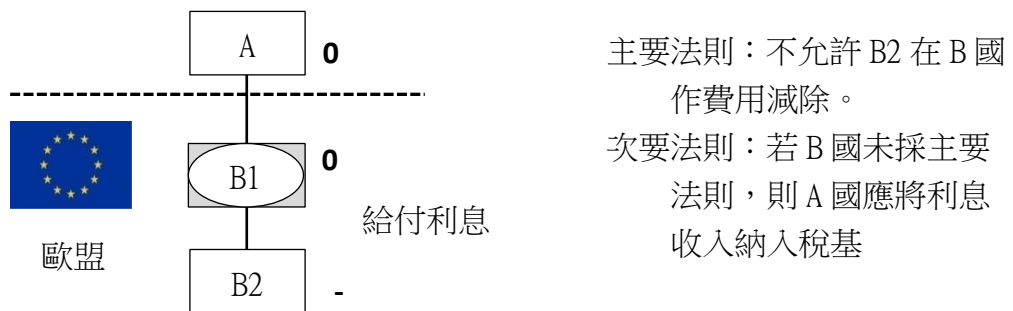 A
0
主要法則：不允許 B2 在 B 國
作費用減除。
次要法則：若 B 國未採主要
法則，則 A 國應將利息
收入納入稅基
B1
0
給付利息
歐盟
B2
-